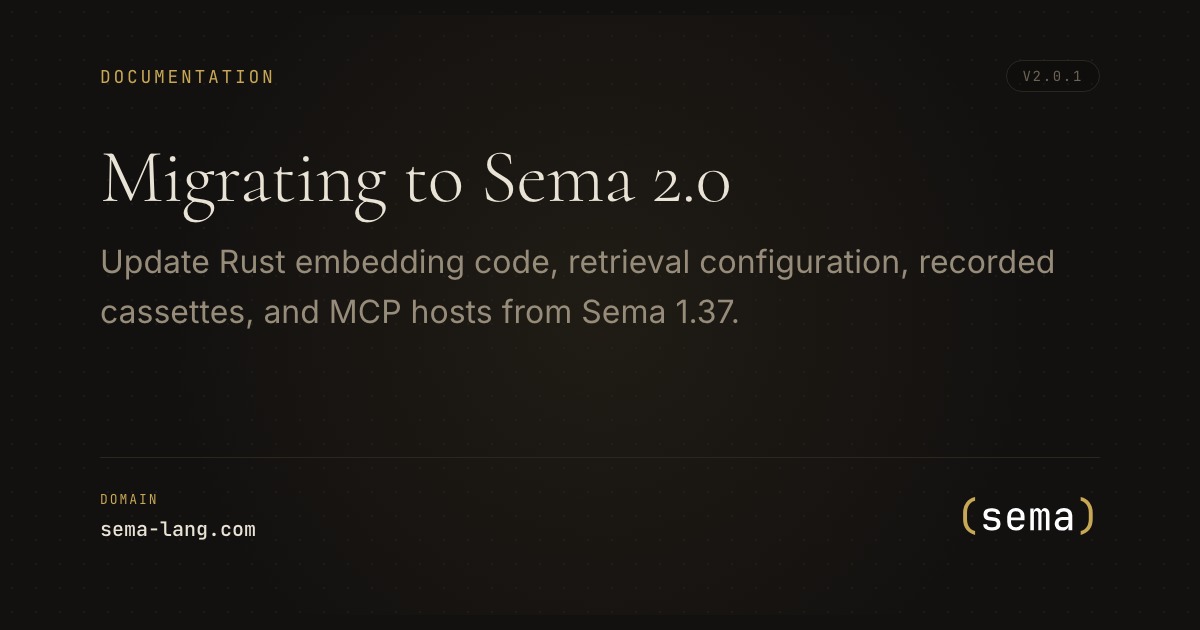 DOCUMENTATION
V2.0.1
Migrating to Sema 2.0
Update Rust embedding code, retrieval configuration, recorded
cassettes, and MCP hosts from Sema 1.37.
DOMAIN
sema-lang.com
(sema)